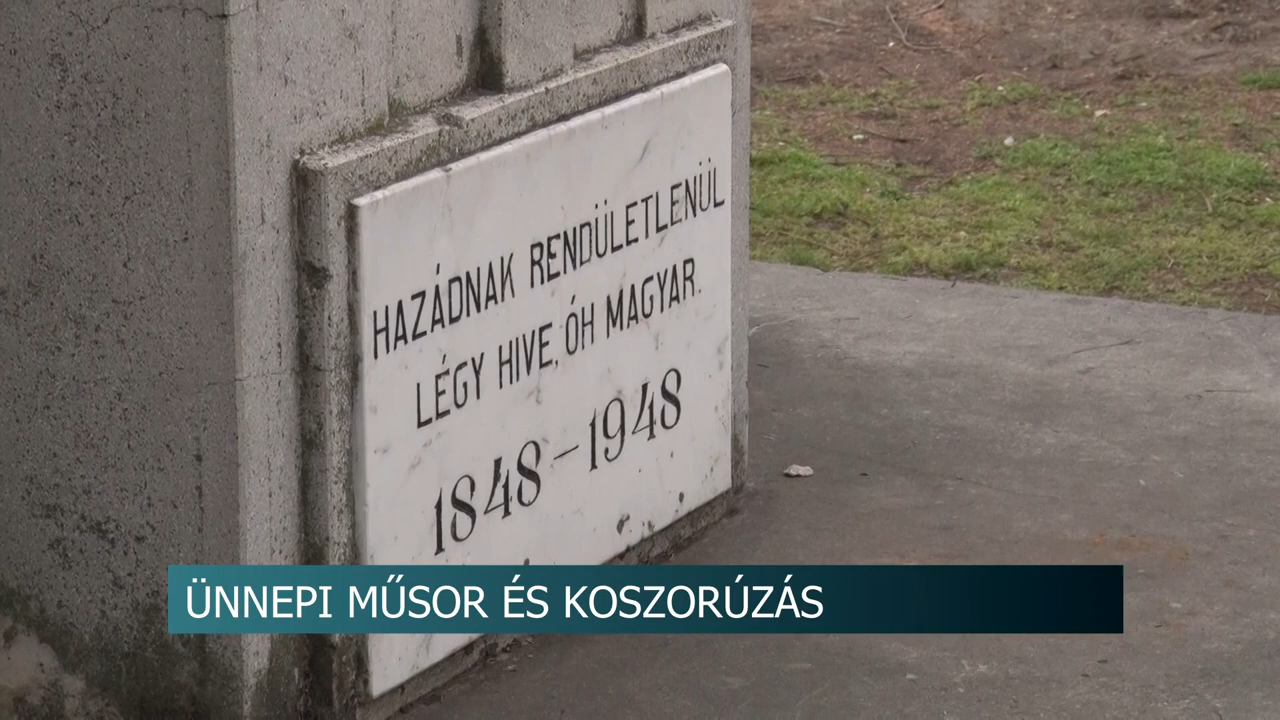 HAZÁDNAK RENDÜLETLENÜL
LÉGY HIVE, ÓH MAGYAR.
1848-1948
ÜNNEPI MŰSOR ÉS KOSZORÚZÁS